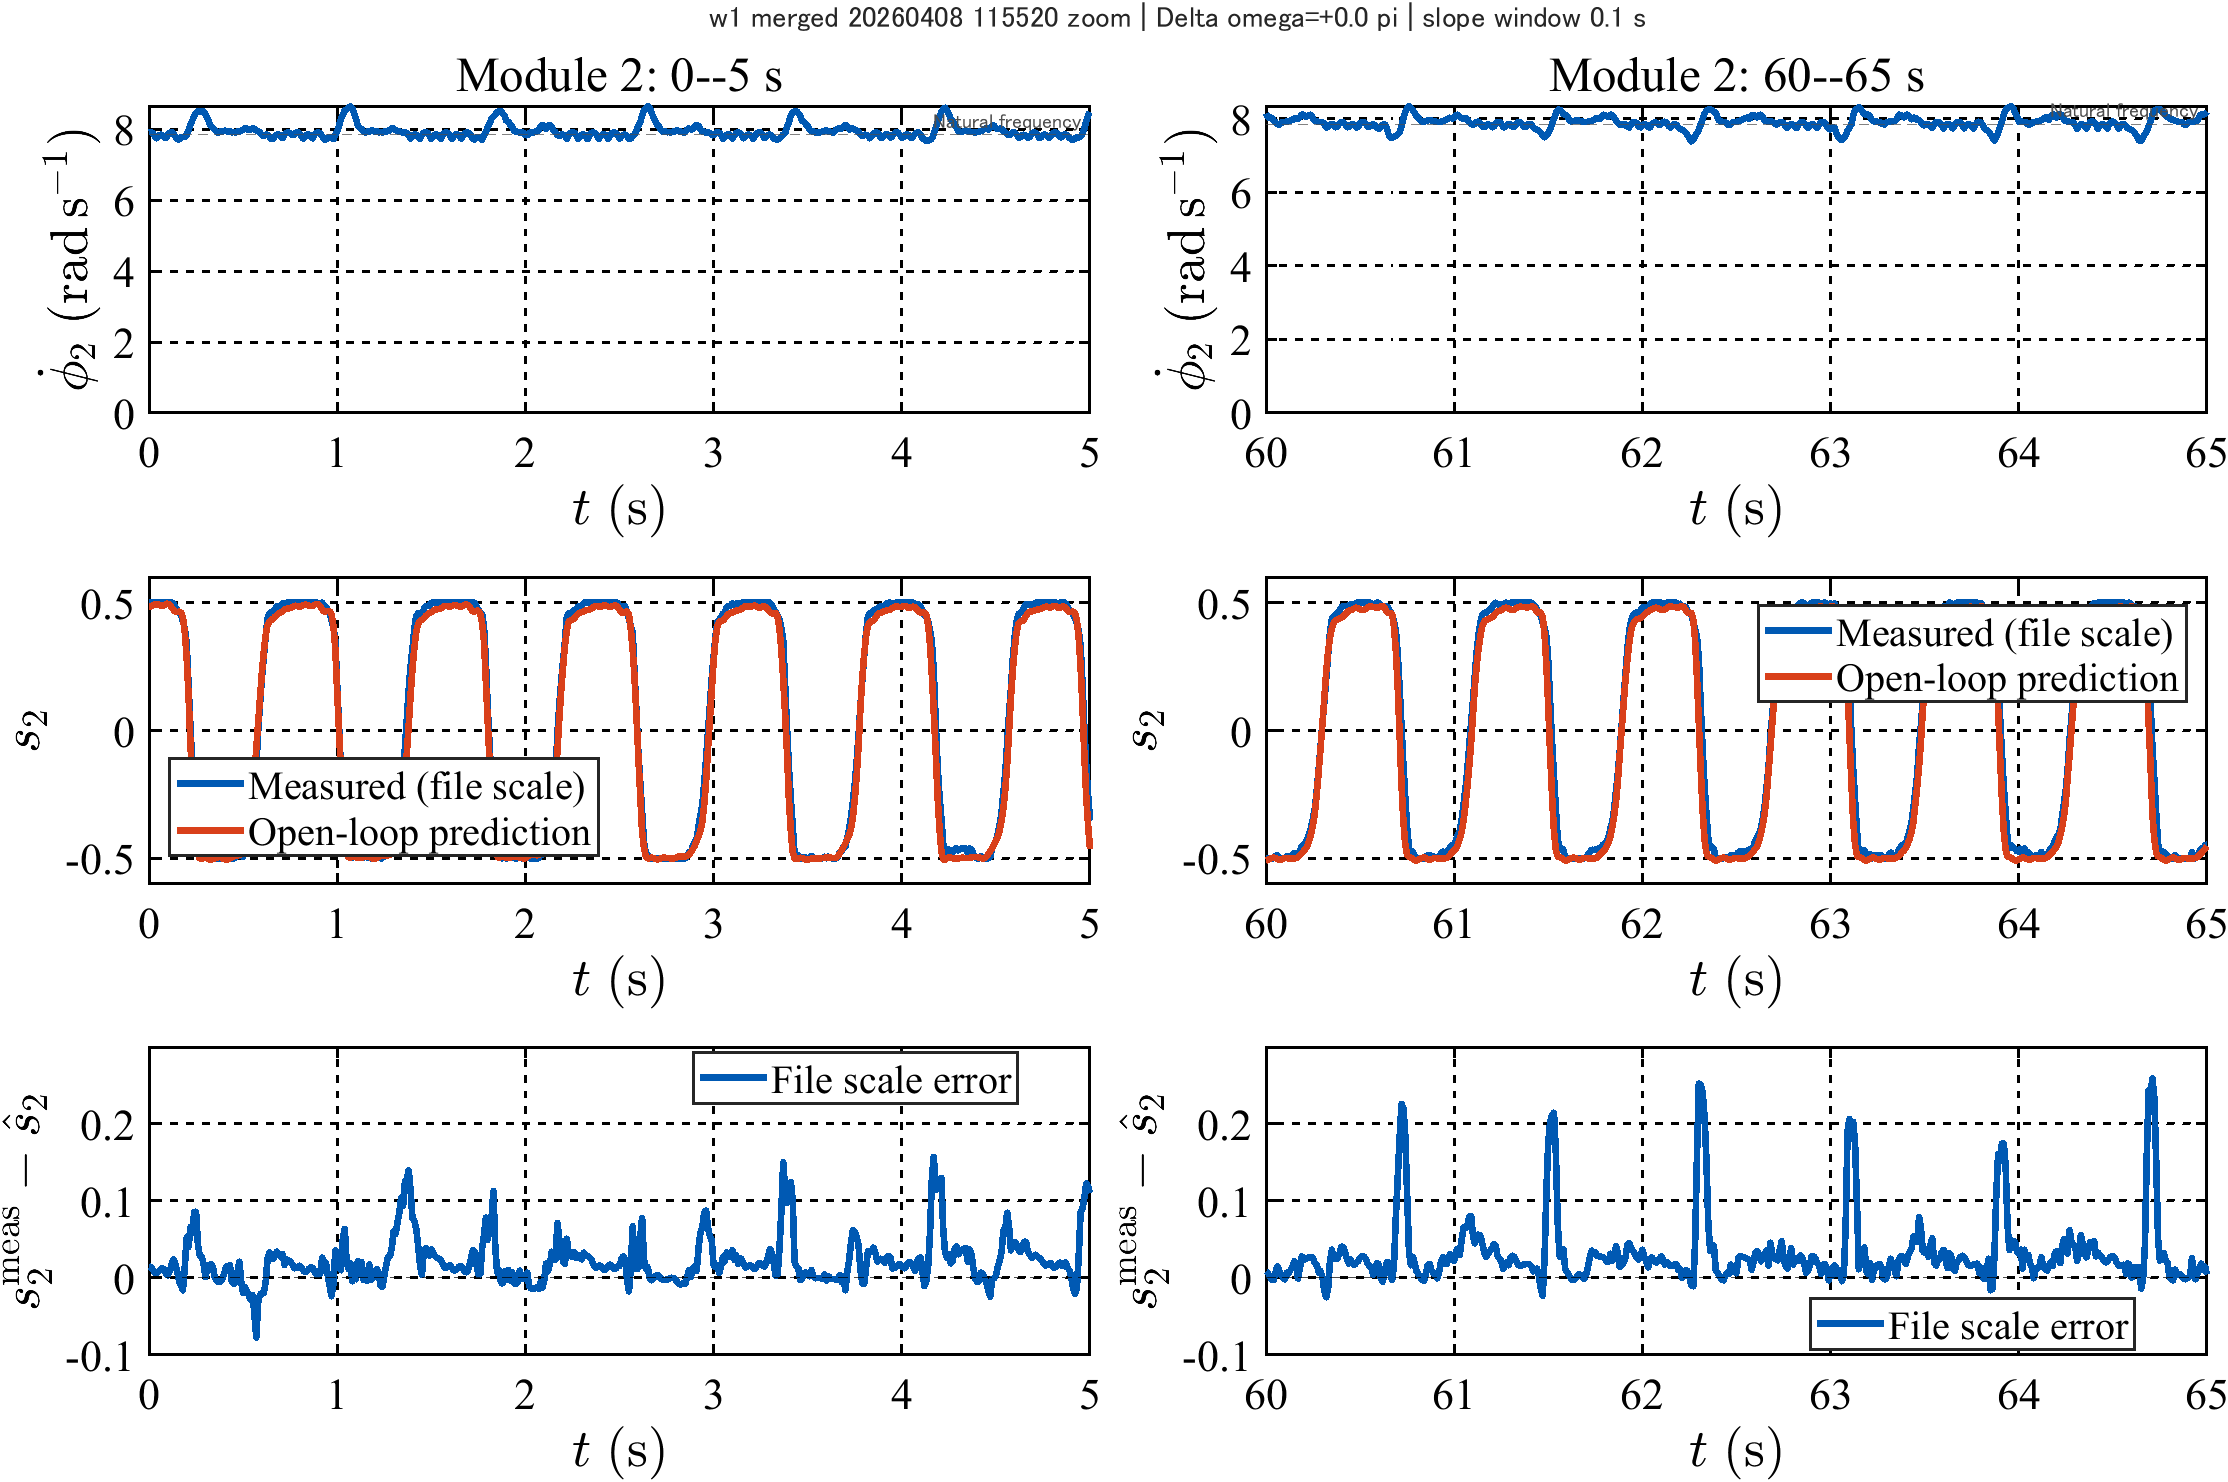 w1 merged 20260408 115520 zoom | Delta omega=+0.0 pi | slope window 0.1 s
Module 2: 0--5 s
8
6
4
2
0
Natural frequency
0 1 2 3 4 5
t (s)
ϕ̇₂ (rad s⁻¹)
Module 2: 60--65 s
8
6
4
2
0
Natural frequency
60 61 62 63 64 65
t (s)
ϕ̇₂ (rad s⁻¹)
0.5
0
-0.5
s₂
Measured (file scale)
Open-loop prediction
0 1 2 3 4 5
t (s)
0.5
0
-0.5
s₂
Measured (file scale)
Open-loop prediction
60 61 62 63 64 65
t (s)
0.2
0.1
0
-0.1
s₂ᵐᵉᵃˢ − ŝ₂
File scale error
0 1 2 3 4 5
t (s)
0.2
0.1
0
-0.1
s₂ᵐᵉᵃˢ − ŝ₂
File scale error
60 61 62 63 64 65
t (s)